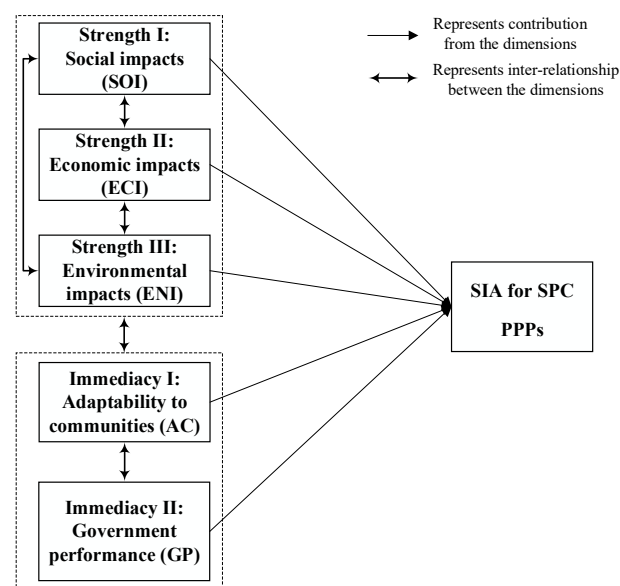 Strength I:
Social impacts
(SOI)
Strength II:
Economic impacts
(ECI)
Strength III:
Environmental
impacts (ENI)
Immediacy I:
Adaptability to
communities (AC)
Immediacy II:
Government
performance (GP)
SIA for SPC
PPPs
Represents contribution
from the dimensions
Represents inter-relationship
between the dimensions